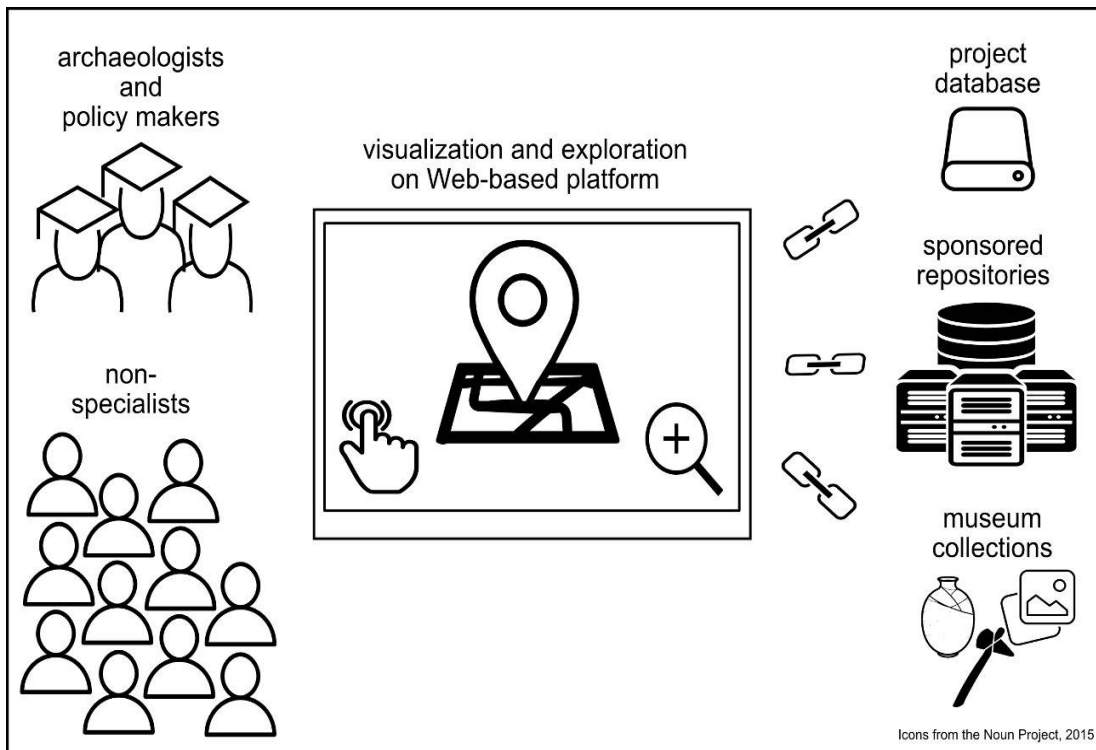 archaeologists
and
policy makers
non-
specialists
visualization and exploration
on Web-based platform
project
database
sponsored
repositories
museum
collections
Icons from the Noun Project, 2015